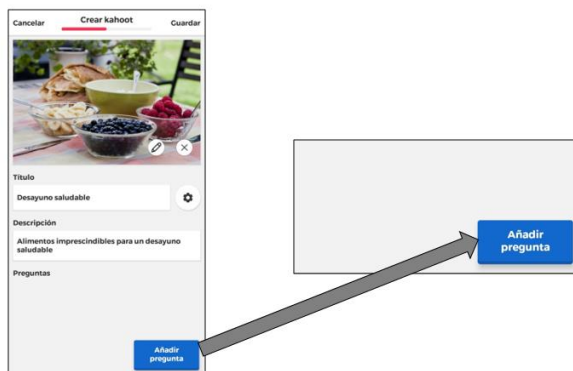 Cancelar Crear kahoot Guardar
Título
Desayuno saludable
Descripción
Alimentos imprescindibles para un desayuno
saludable
Preguntas
Añadir
pregunta
Añadir
pregunta